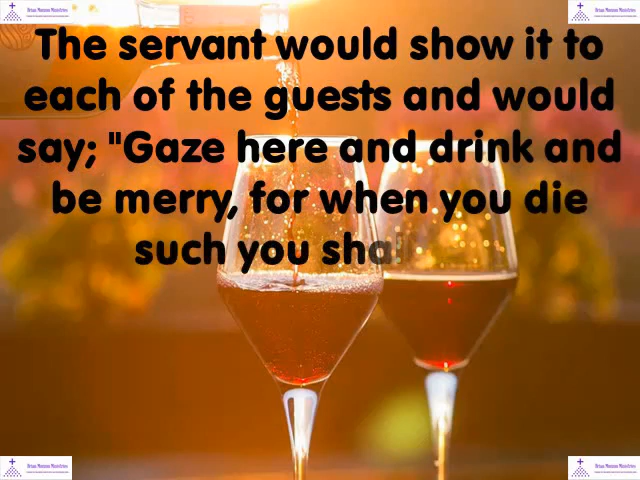 The servant would show it to
each of the guests and would
say; "Gaze here and drink and
be merry, for when you die
such you shal